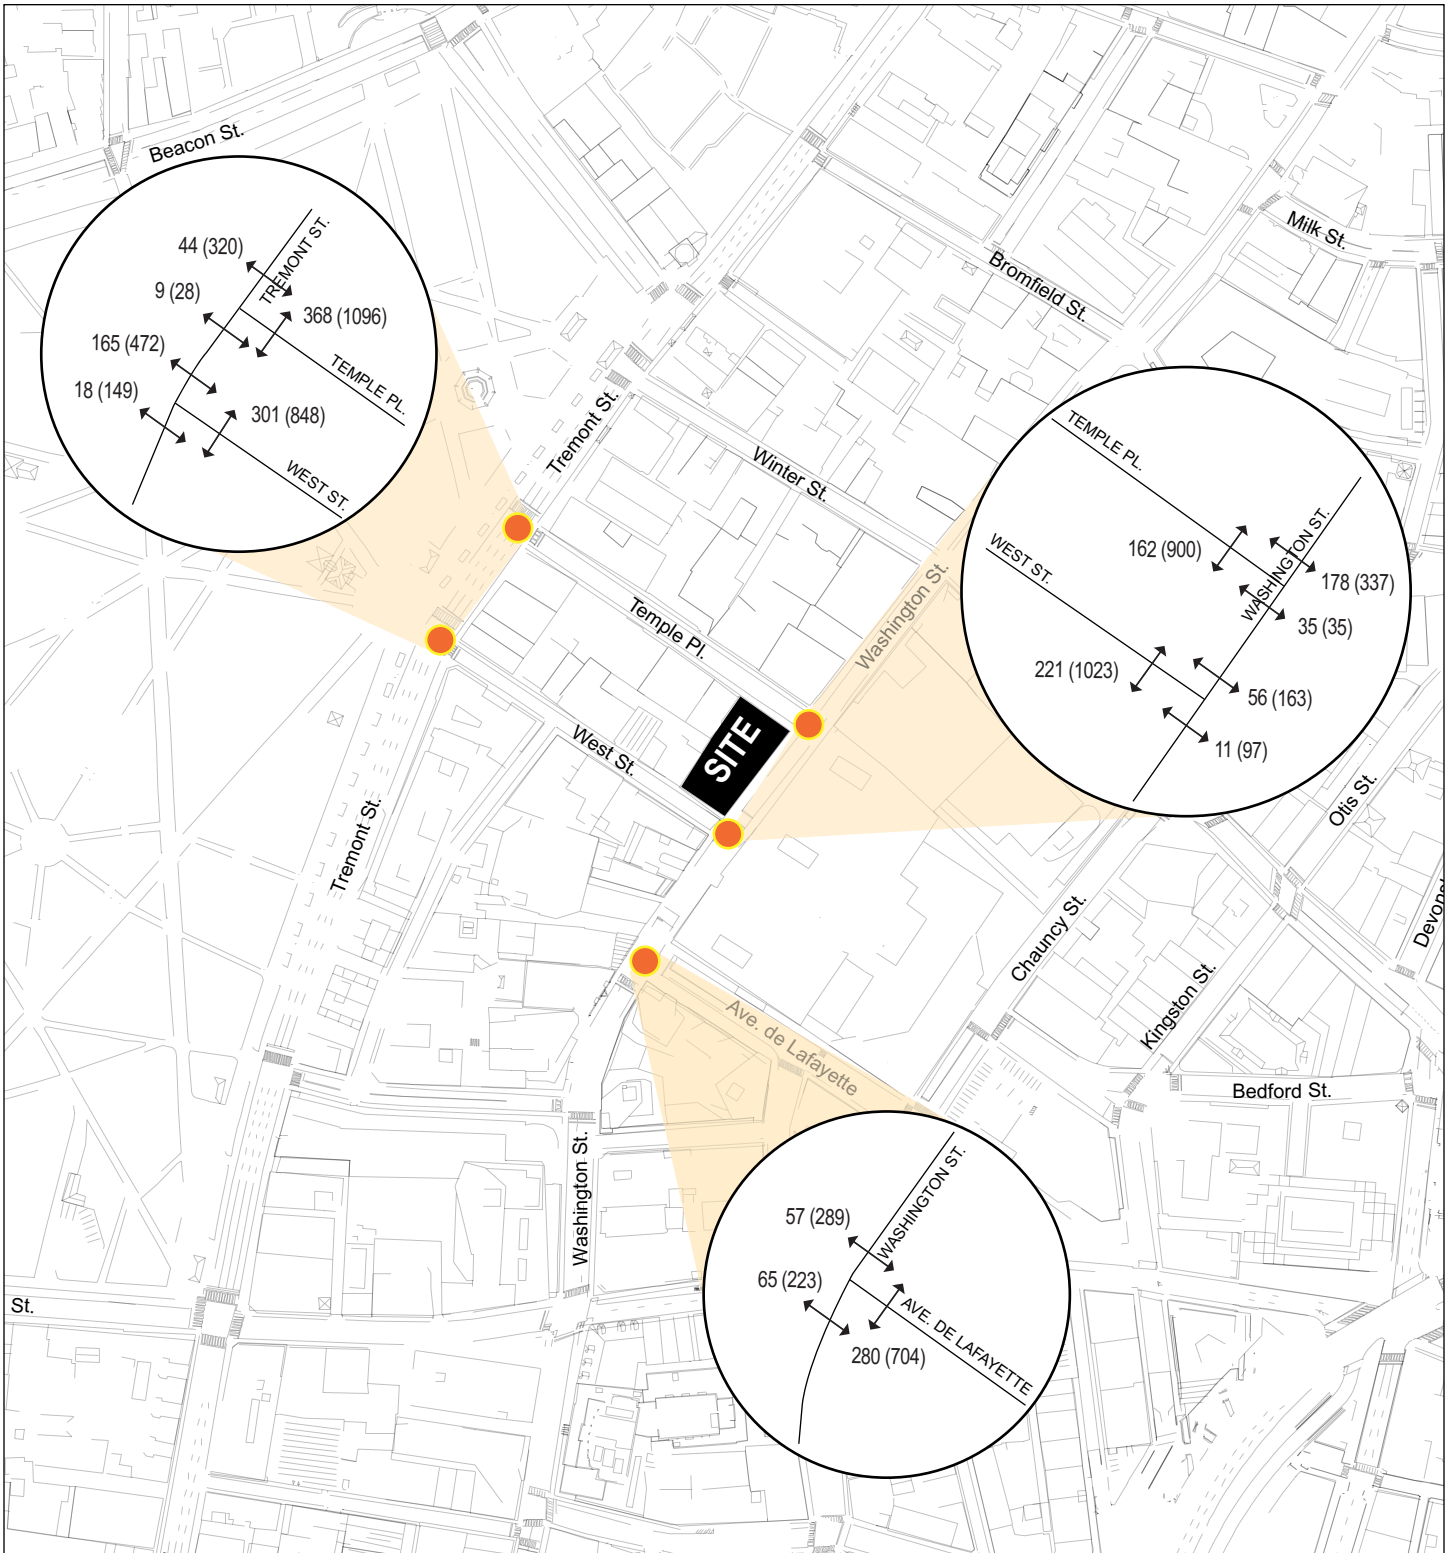 Beacon St.
Milk St.
Bromfield St.
44 (320)
TREMONT ST.
9 (28)
368 (1096)
165 (472)
TEMPLE PL.
18 (149)
301 (848)
WEST ST.
Tremont St.
Winter St.
Washington St.
TEMPLE PL.
WEST ST.
WASHINGTON ST.
162 (900)
178 (337)
35 (35)
221 (1023)
56 (163)
11 (97)
Temple Pl.
SITE
West St.
Tremont St.
Otis St.
Devons
Chauncy St.
Kingston St.
Ave. de Lafayette
Bedford St.
Washington St.
WASHINGTON ST.
57 (289)
65 (223)
AVE. DE LAFAYETTE
280 (704)
St.